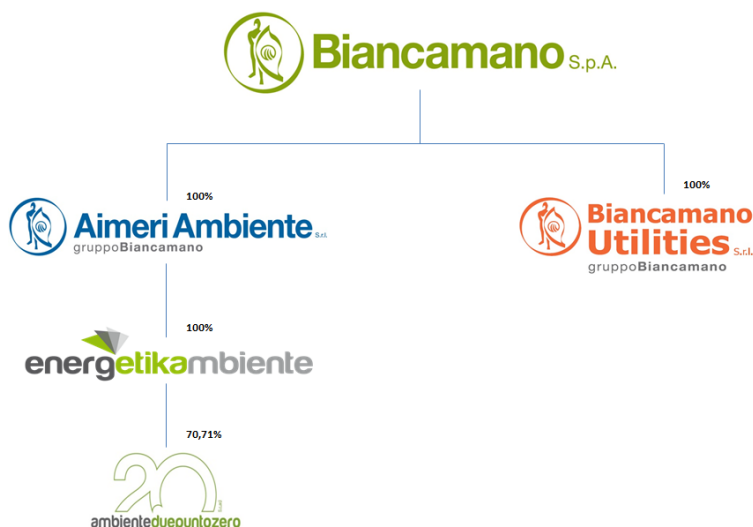 Biancamano S.p.A.
100%
100%
Aimeri Ambiente S.r.l.
gruppoBiancamano
Biancamano
Utilities S.r.l.
gruppoBiancamano
100%
energetikambiente
70,71%
20
ambienteduepuntozero